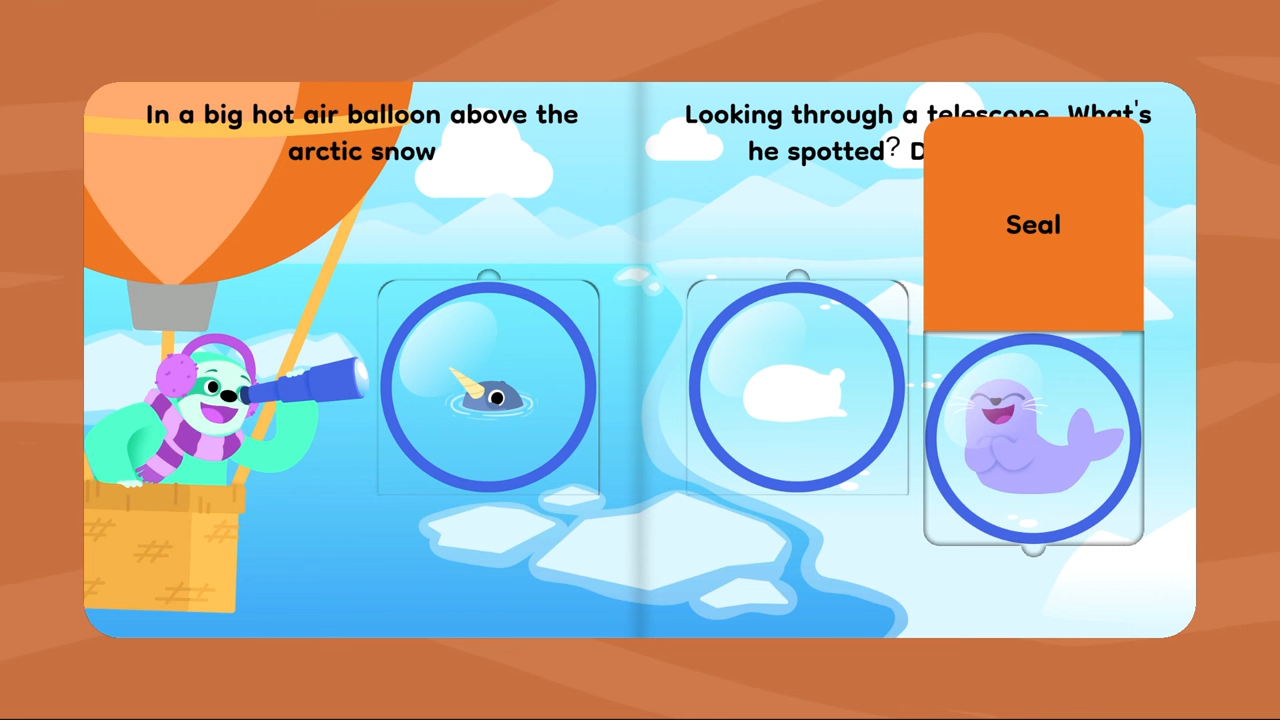 In a big hot air balloon above the
arctic snow
Looking through a telescope. What's
he spotted? D
Seal